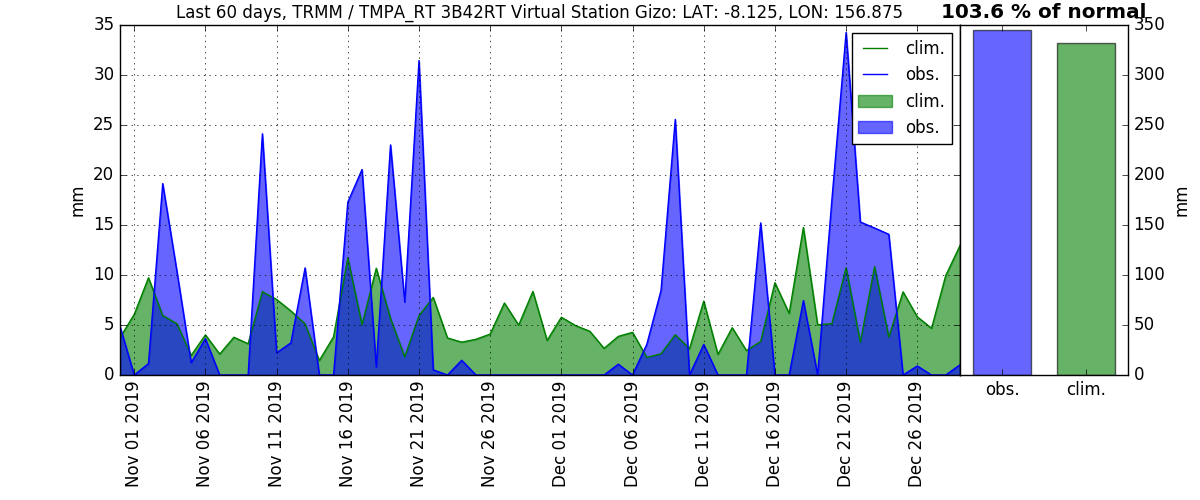 Last 60 days, TRMM / TMPA_RT 3B42RT Virtual Station Gizo: LAT: -8.125, LON: 156.875
103.6 % of normal
35
30
25
20
15
10
5
0
mm
clim.
obs.
clim.
obs.
350
300
250
200
150
100
50
0
mm
Nov 01 2019
Nov 06 2019
Nov 11 2019
Nov 16 2019
Nov 21 2019
Nov 26 2019
Dec 01 2019
Dec 06 2019
Dec 11 2019
Dec 16 2019
Dec 21 2019
Dec 26 2019
obs.
clim.